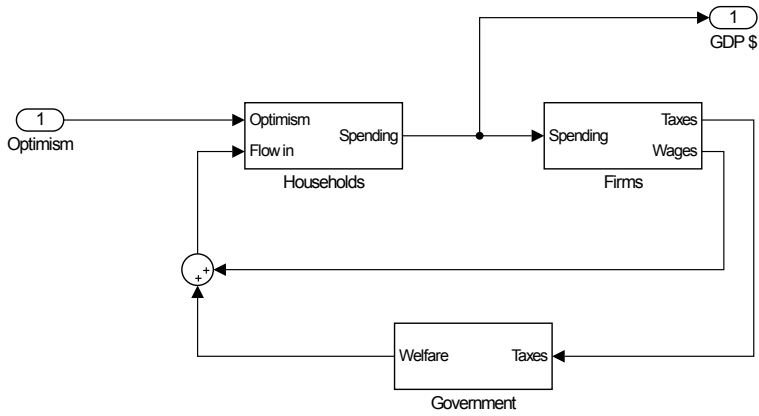 1
GDP $
1
Optimism
Optimism
Flow in
Spending
Households
Spending
Taxes
Wages
Firms
+
+
Welfare
Taxes
Government